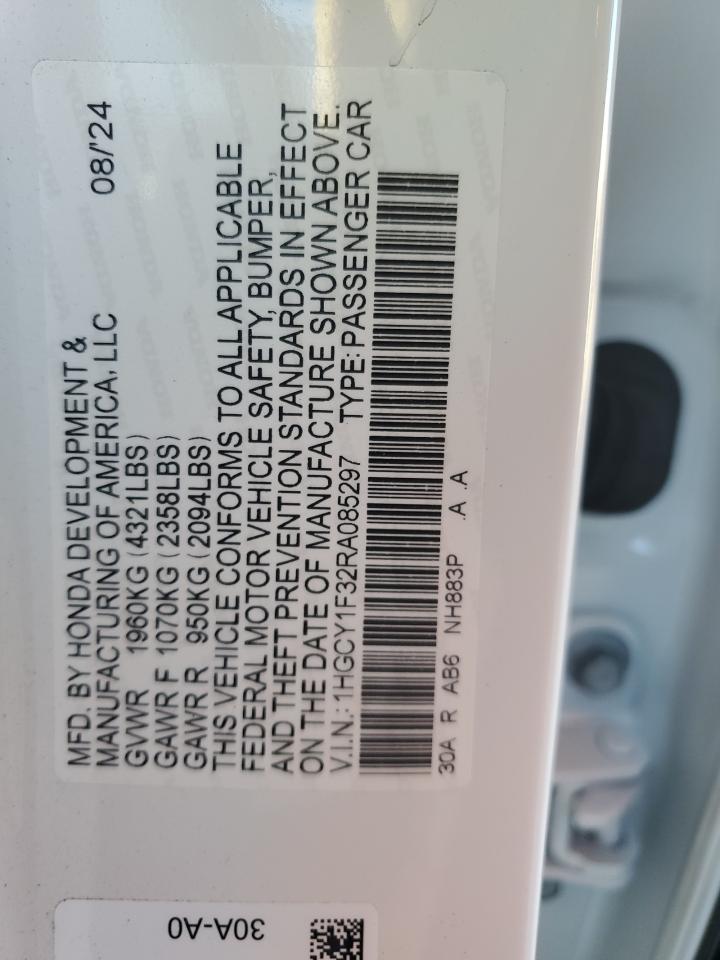 MFD. BY HONDA DEVELOPMENT &
MANUFACTURING OF AMERICA, LLC 08/'24
GVWR 1960KG (4321LBS)
GAWR F 1070KG (2358LBS)
GAWR R 950KG (2094LBS)
THIS VEHICLE CONFORMS TO ALL APPLICABLE
FEDERAL MOTOR VEHICLE SAFETY, BUMPER,
AND THEFT PREVENTION STANDARDS IN EFFECT
ON THE DATE OF MANUFACTURE SHOWN ABOVE.
V.I.N.: 1HGCY1F32RA085297 TYPE: PASSENGER CAR
30A R AB6 NH883P .A .A
30A-A0